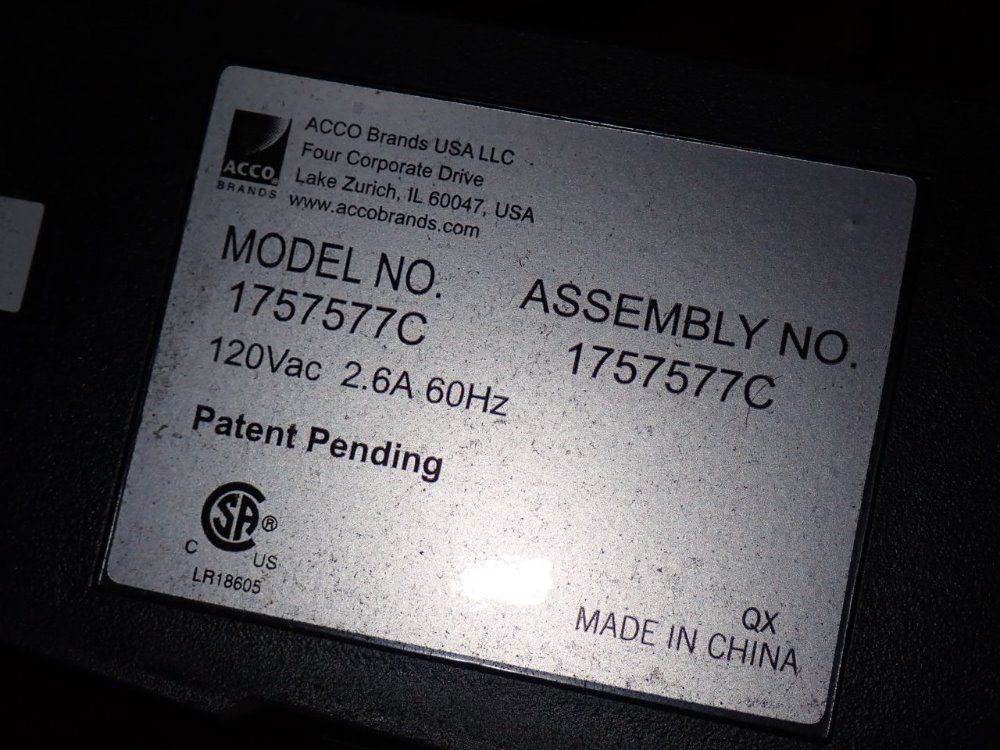 ACCO
BRANDS
ACCO Brands USA LLC
Four Corporate Drive
Lake Zurich, IL 60047, USA
www.accobrands.com
MODEL NO.
1757577C
ASSEMBLY NO.
1757577C
120Vac 2.6A 60Hz
Patent Pending
CSA ®
C US
LR18605
QX
MADE IN CHINA